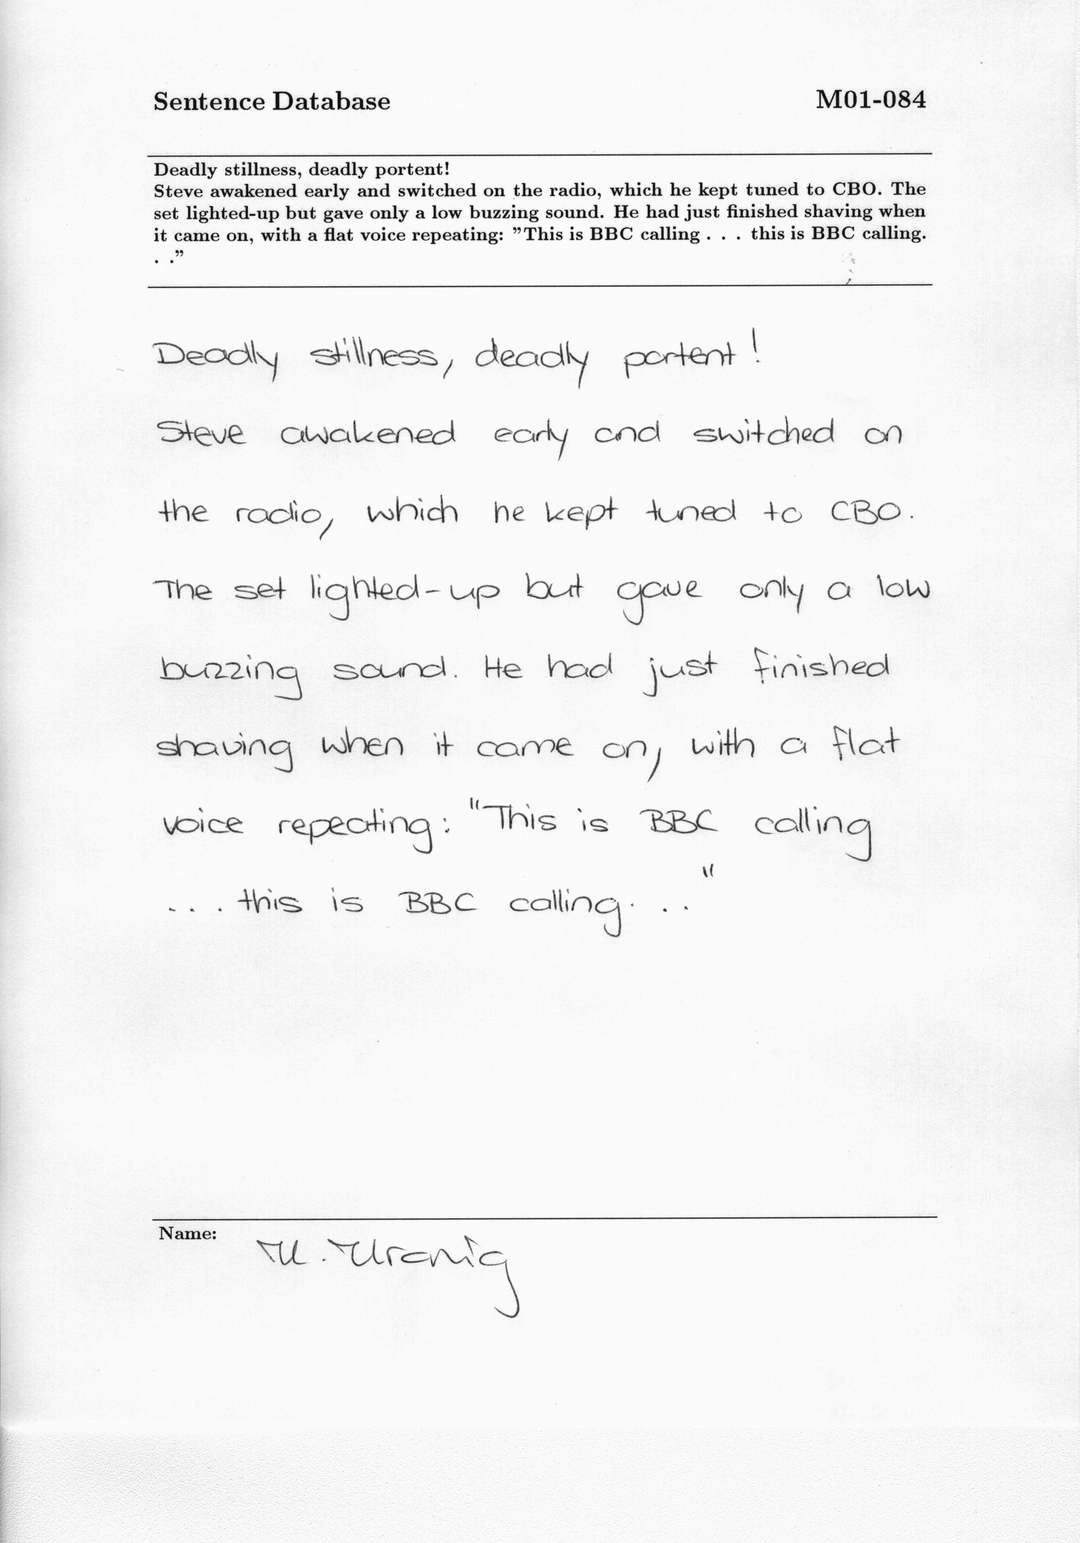 Sentence Database M01-084
Deadly stillness, deadly portent!
Steve awakened early and switched on the radio, which he kept tuned to CBO. The
set lighted-up but gave only a low buzzing sound. He had just finished shaving when
it came on, with a flat voice repeating: "This is BBC calling . . . this is BBC calling.
. ."
Deadly stillness, deadly portent!
Steve awakened early and switched on
the radio, which he kept tuned to CBO.
The set lighted-up but gave only a low
buzzing sound. He had just finished
shaving when it came on, with a flat
voice repeating: "This is BBC calling
... this is BBC calling. . ."
Name: